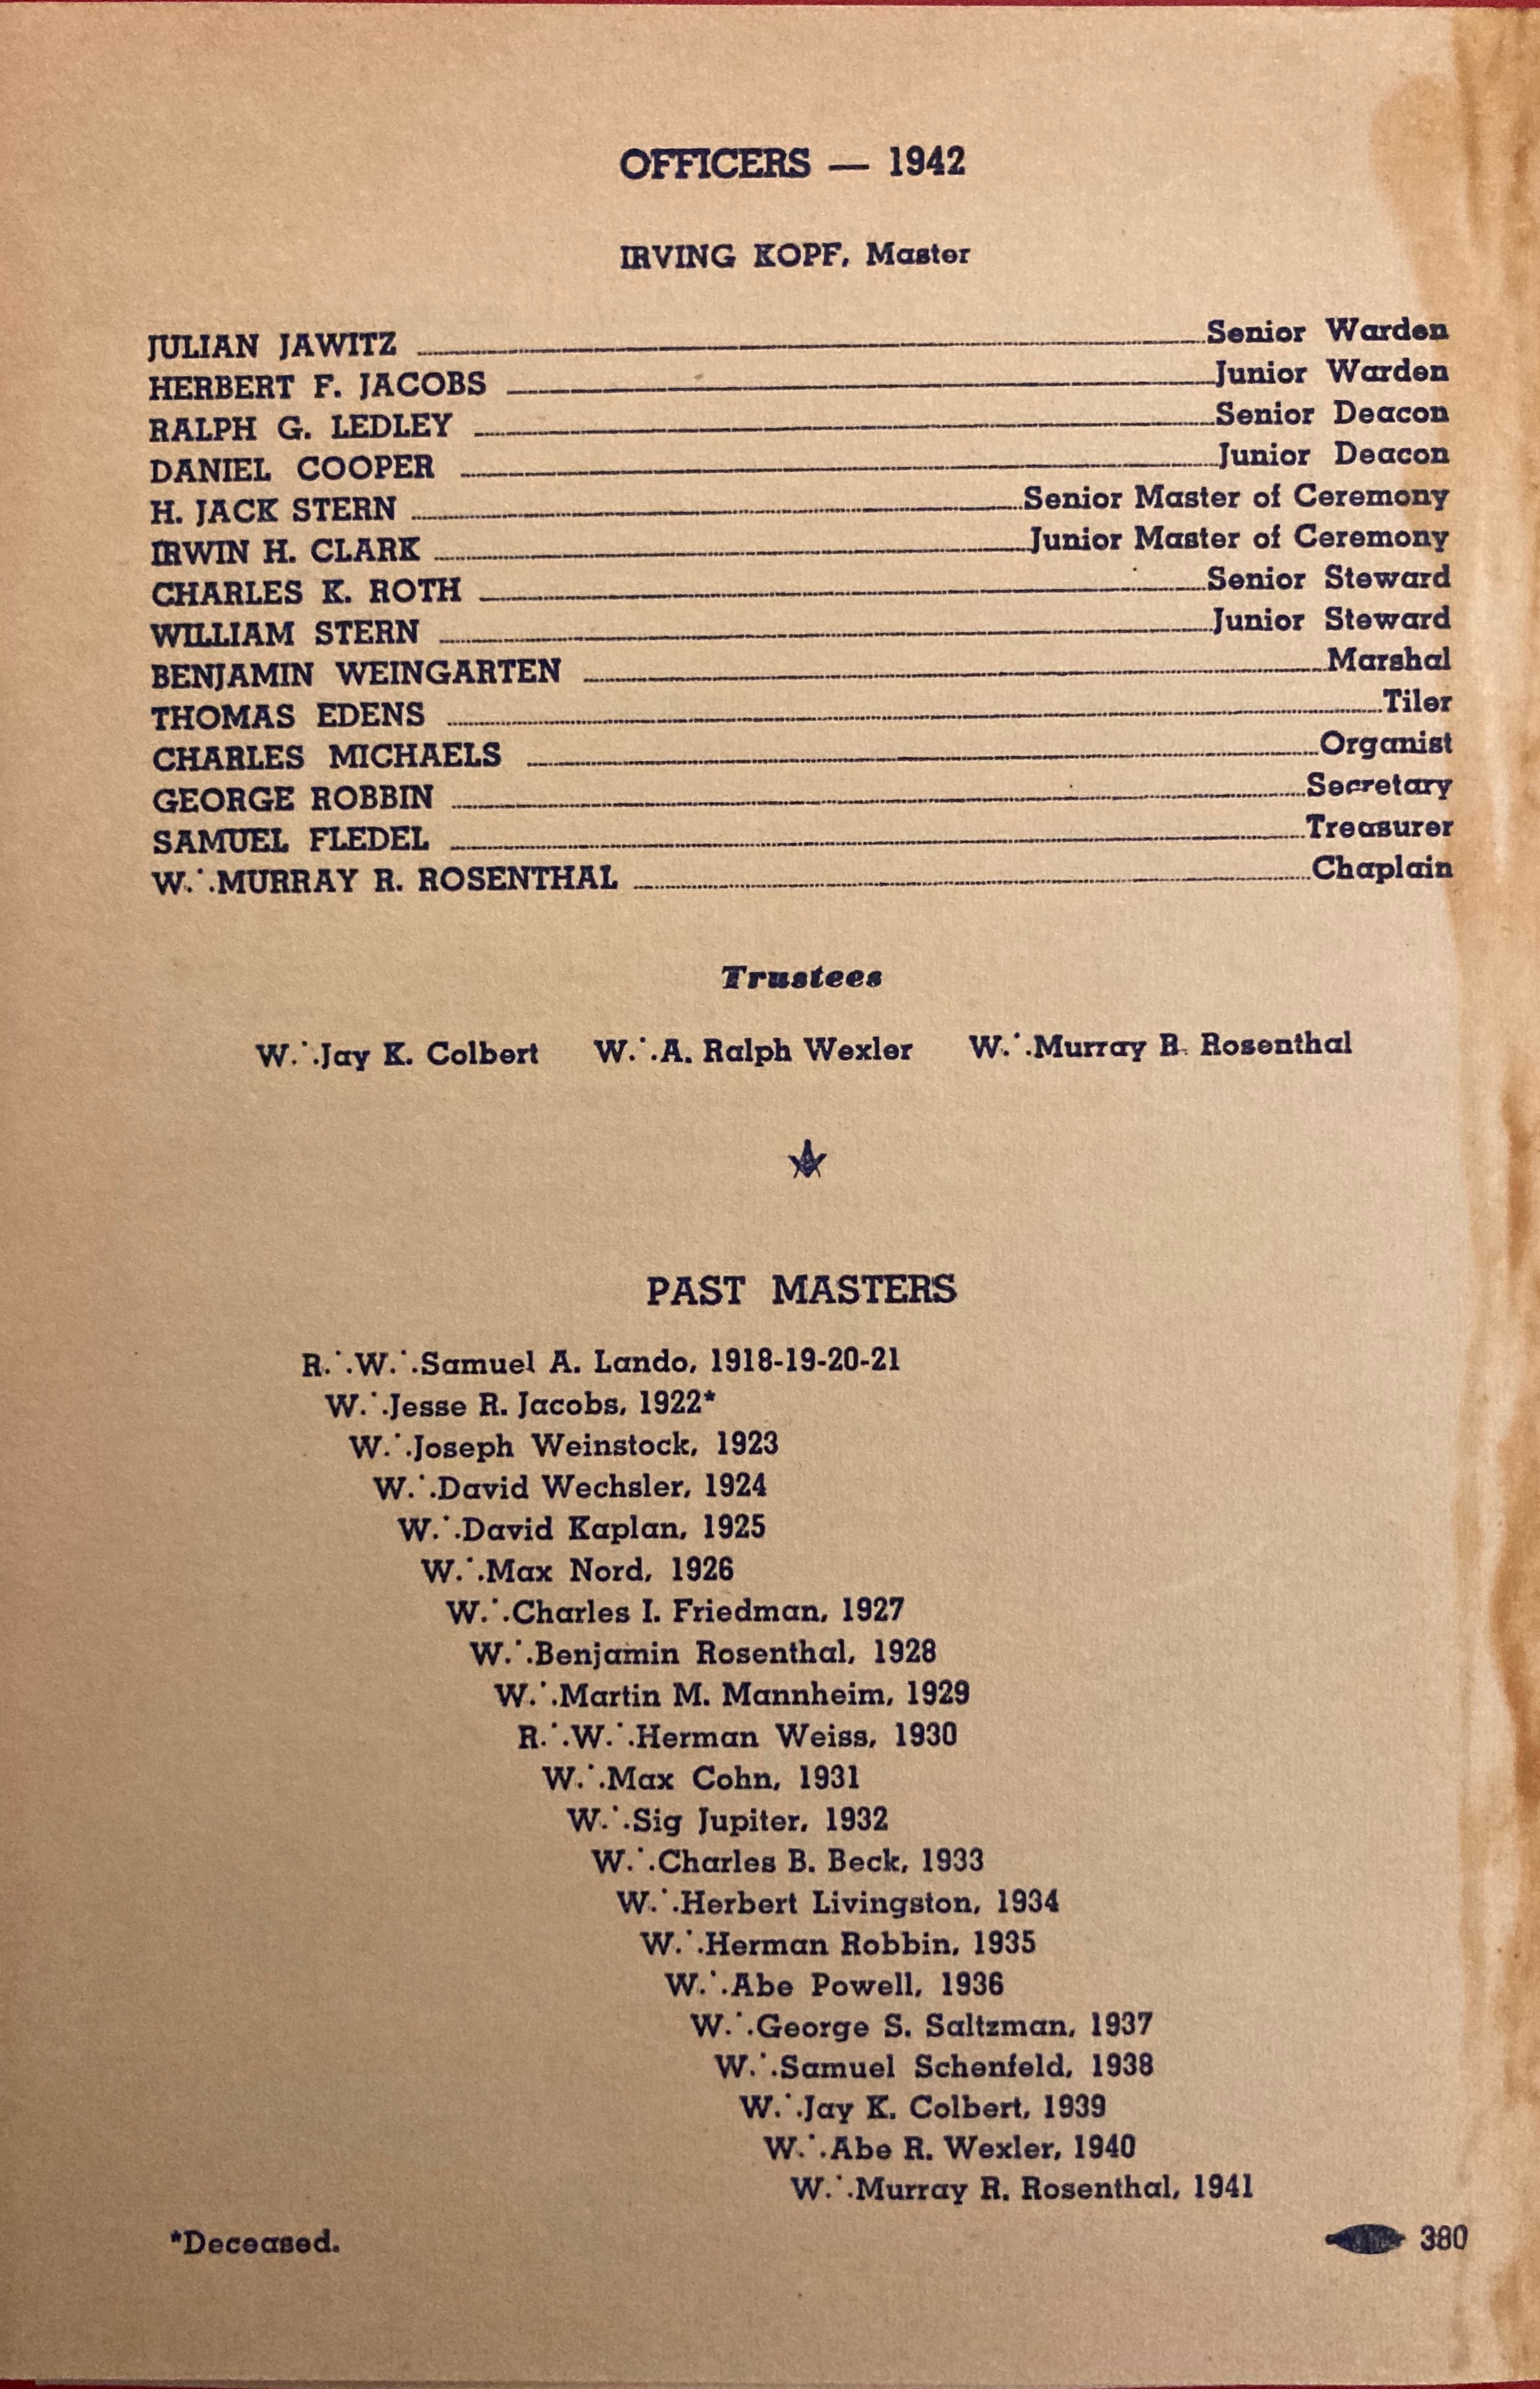 OFFICERS — 1942
IRVING KOPF, Master
JULIAN JAWITZ Senior Warden
HERBERT F. JACOBS Junior Warden
RALPH G. LEDLEY Senior Deacon
DANIEL COOPER Junior Deacon
H. JACK STERN Senior Master of Ceremony
IRWIN H. CLARK Junior Master of Ceremony
CHARLES K. ROTH Senior Steward
WILLIAM STERN Junior Steward
BENJAMIN WEINGARTEN Marshal
THOMAS EDENS Tiler
CHARLES MICHAELS Organist
GEORGE ROBBIN Secretary
SAMUEL FLEDEL Treasurer
W.˙.MURRAY R. ROSENTHAL Chaplain
Trustees
W.˙.Jay K. Colbert W.˙.A. Ralph Wexler W.˙.Murray R. Rosenthal
PAST MASTERS
R.˙.W.˙.Samuel A. Lando, 1918-19-20-21
W.˙.Jesse R. Jacobs, 1922*
W.˙.Joseph Weinstock, 1923
W.˙.David Wechsler, 1924
W.˙.David Kaplan, 1925
W.˙.Max Nord, 1926
W.˙.Charles I. Friedman, 1927
W.˙.Benjamin Rosenthal, 1928
W.˙.Martin M. Mannheim, 1929
R.˙.W.˙.Herman Weiss, 1930
W.˙.Max Cohn, 1931
W.˙.Sig Jupiter, 1932
W.˙.Charles B. Beck, 1933
W.˙.Herbert Livingston, 1934
W.˙.Herman Robbin, 1935
W.˙.Abe Powell, 1936
W.˙.George S. Saltzman, 1937
W.˙.Samuel Schenfeld, 1938
W.˙.Jay K. Colbert, 1939
W.˙.Abe R. Wexler, 1940
W.˙.Murray R. Rosenthal, 1941
*Deceased.
380